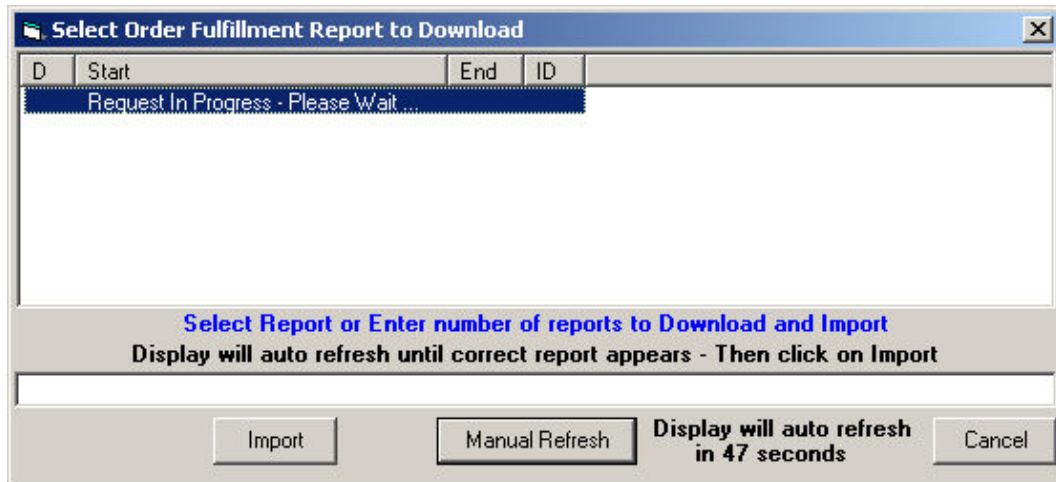 Select Order Fulfillment Report to Download
D Start End ID
Request In Progress - Please Wait ...
Select Report or Enter number of reports to Download and Import
Display will auto refresh until correct report appears - Then click on Import
Import
Manual Refresh
Display will auto refresh
in 47 seconds
Cancel